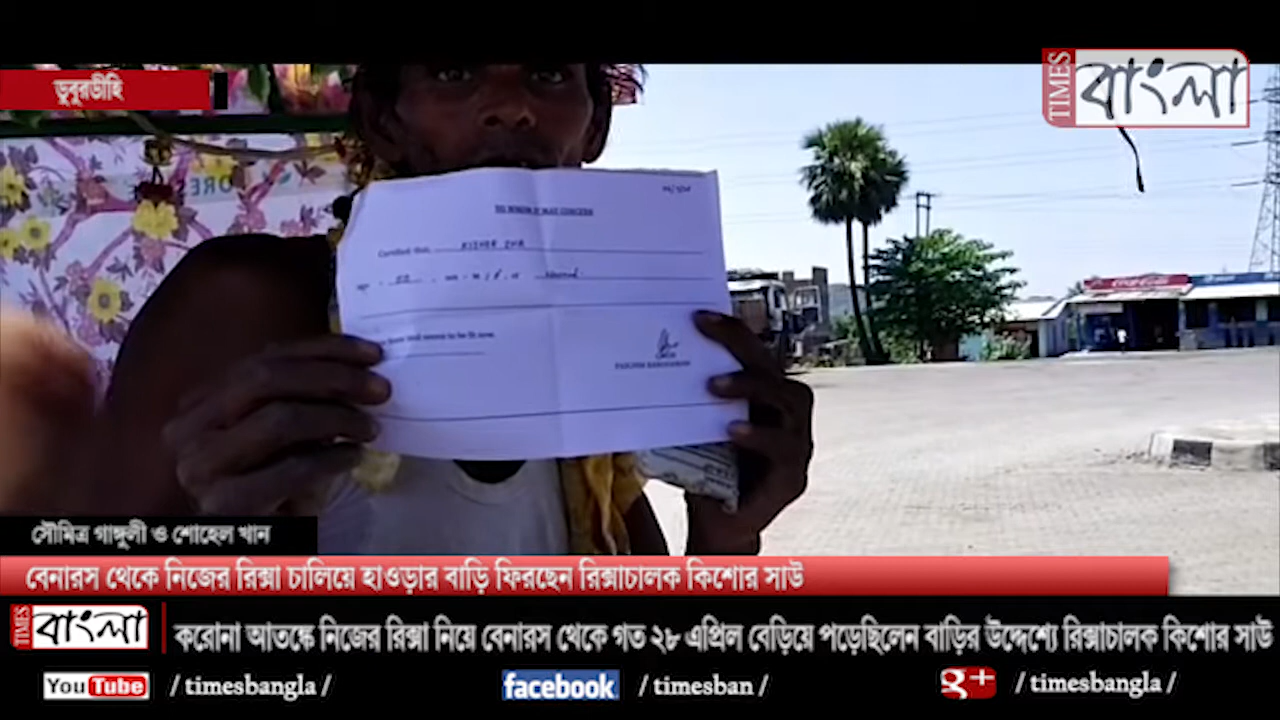 ডুবুরডীহি
TIMES বাংলা
TO WHOM IT MAY CONCERN
Certified that,
সৌমিত্র গাঙ্গুলী ও শোহেল খান
বেনারস থেকে নিজের রিক্সা চালিয়ে হাওড়ার বাড়ি ফিরছেন রিক্সাচালক কিশোর সাউ
TIMES বাংলা
করোনা আতঙ্কে নিজের রিক্সা নিয়ে বেনারস থেকে গত ২৮ এপ্রিল বেড়িয়ে পড়েছিলেন বাড়ির উদ্দেশ্যে রিক্সাচালক কিশোর সাউ
YouTube / timesbangla / facebook / timesban / g+ / timesbangla /